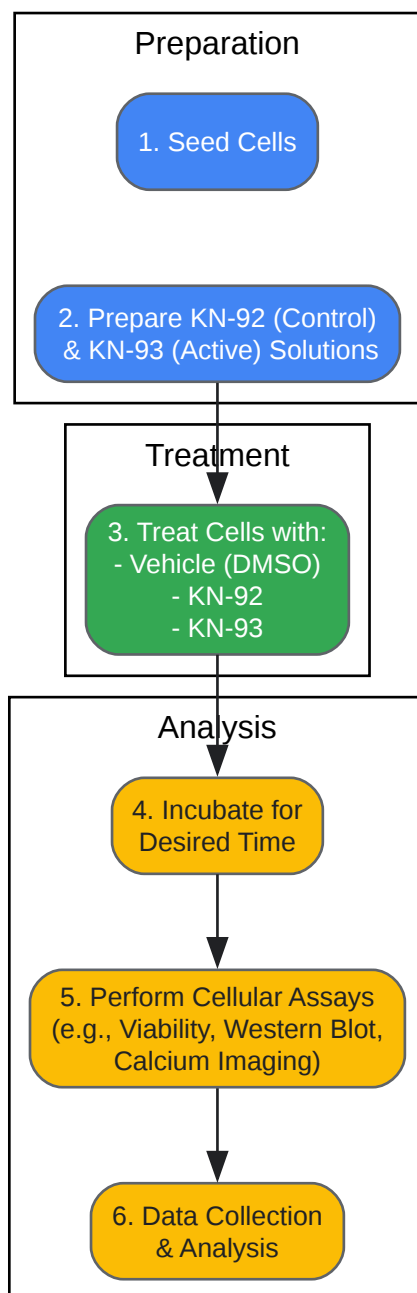 Preparation
1. Seed Cells
2. Prepare KN-92 (Control)
& KN-93 (Active) Solutions
Treatment
3. Treat Cells with:
- Vehicle (DMSO)
- KN-92
- KN-93
Analysis
4. Incubate for
Desired Time
5. Perform Cellular Assays
(e.g., Viability, Western Blot,
Calcium Imaging)
6. Data Collection
& Analysis